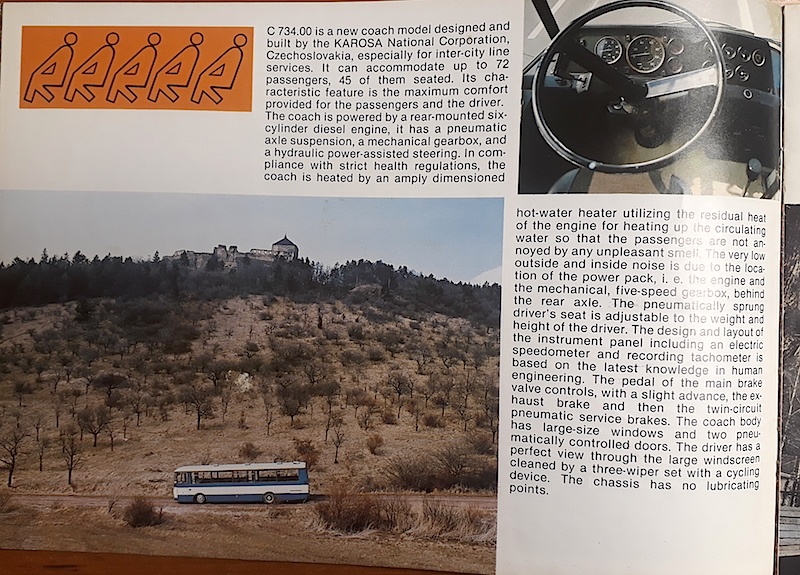 C 734.00 is a new coach model designed and
built by the KAROSA National Corporation,
Czechoslovakia, especially for inter-city line
services. It can accommodate up to 72
passengers, 45 of them seated. Its cha-
racteristic feature is the maximum comfort
provided for the passengers and the driver.
The coach is powered by a rear-mounted six-
cylinder diesel engine, it has a pneumatic
axle suspension, a mechanical gearbox, and
a hydraulic power-assisted steering. In com-
pliance with strict health regulations, the
coach is heated by an amply dimensioned
hot-water heater utilizing the residual heat
of the engine for heating up the circulating
water so that the passengers are not an-
noyed by any unpleasant smell. The very low
outside and inside noise is due to the loca-
tion of the power pack, i. e. the engine and
the mechanical, five-speed gearbox, behind
the rear axle. The pneumatically sprung
driver's seat is adjustable to the weight and
height of the driver. The design and layout of
the instrument panel including an electric
speedometer and recording tachometer is
based on the latest knowledge in human
engineering. The pedal of the main brake
valve controls, with a slight advance, the ex-
haust brake and then the twin-circuit
pneumatic service brakes. The coach body
has large-size windows and two pneu-
matically controlled doors. The driver has a
perfect view through the large windscreen
cleaned by a three-wiper set with a cycling
device. The chassis has no lubricating
points.